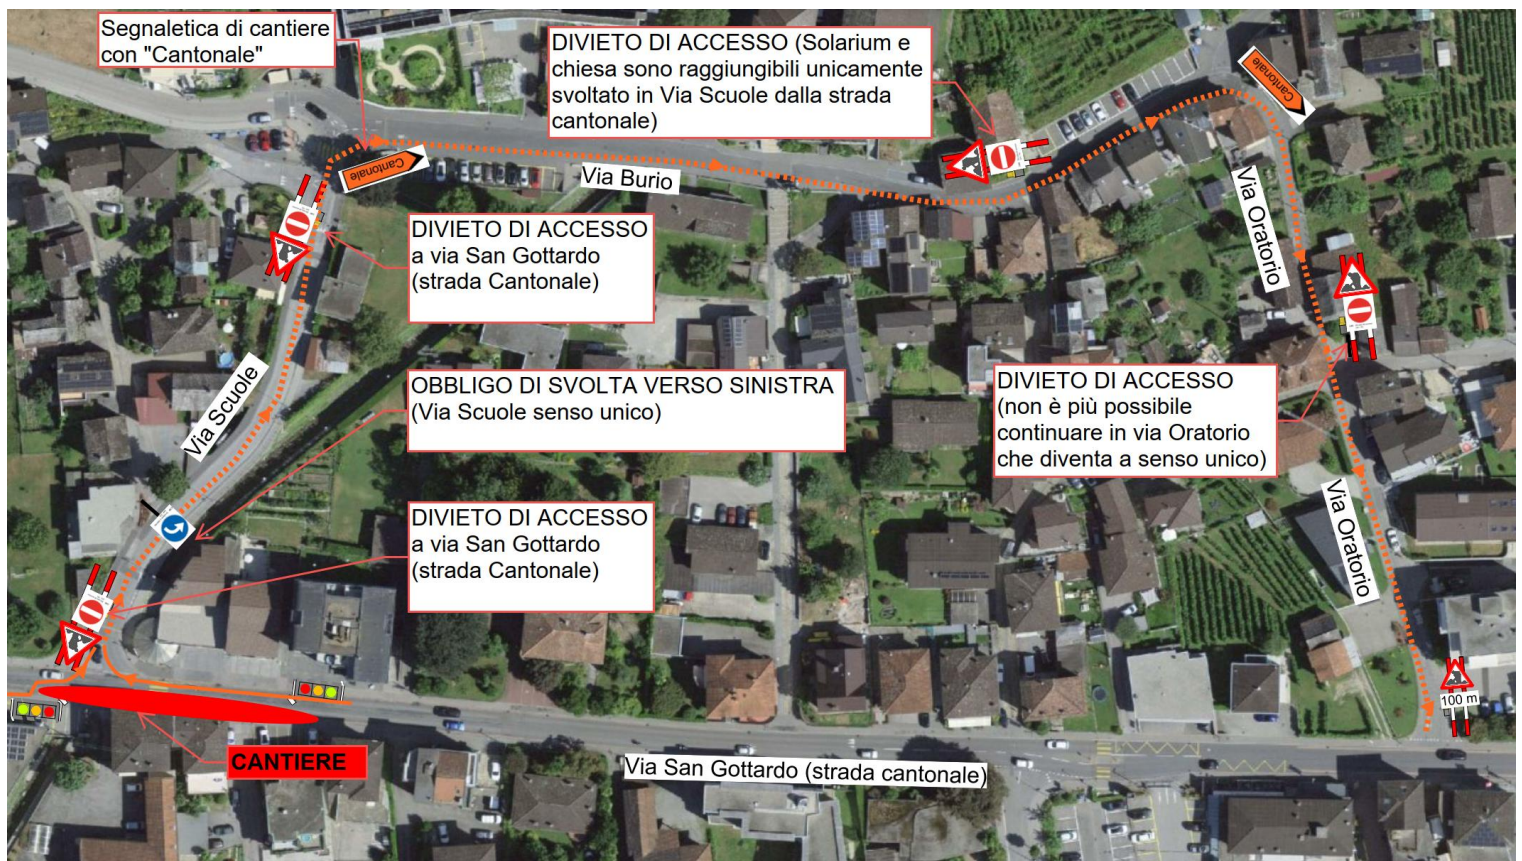 Segnaletica di cantiere
con "Cantonale"
DIVIETO DI ACCESSO (Solarium e
chiesa sono raggiungibili unicamente
svoltato in Via Scuole dalla strada
cantonale)
Cantonale
Cantonale
Via Burio
Via Oratorio
DIVIETO DI ACCESSO
a via San Gottardo
(strada Cantonale)
Via Scuole
OBBLIGO DI SVOLTA VERSO SINISTRA
(Via Scuole senso unico)
DIVIETO DI ACCESSO
(non è più possibile
continuare in via Oratorio
che diventa a senso unico)
Via Oratorio
DIVIETO DI ACCESSO
a via San Gottardo
(strada Cantonale)
100 m
CANTIERE
Via San Gottardo (strada cantonale)